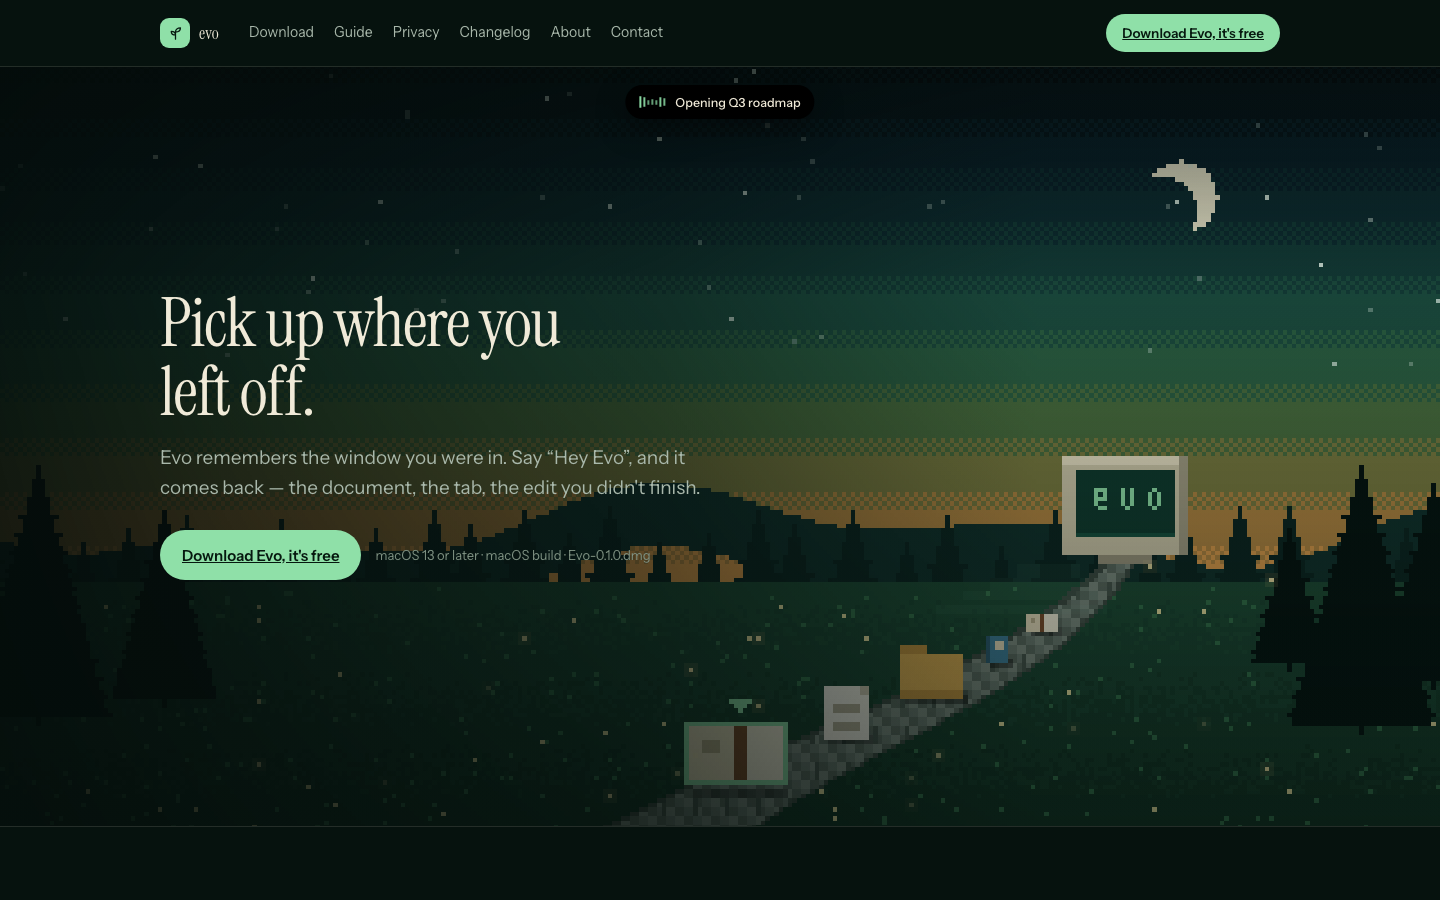 evo
Download
Guide
Privacy
Changelog
About
Contact
Download Evo, it's free
Opening Q3 roadmap
Pick up where you
left off.
Evo remembers the window you were in. Say “Hey Evo”, and it
comes back — the document, the tab, the edit you didn't finish.
evo
Download Evo, it's free
macOS 13 or later · macOS build · Evo-0.1.0.dmg